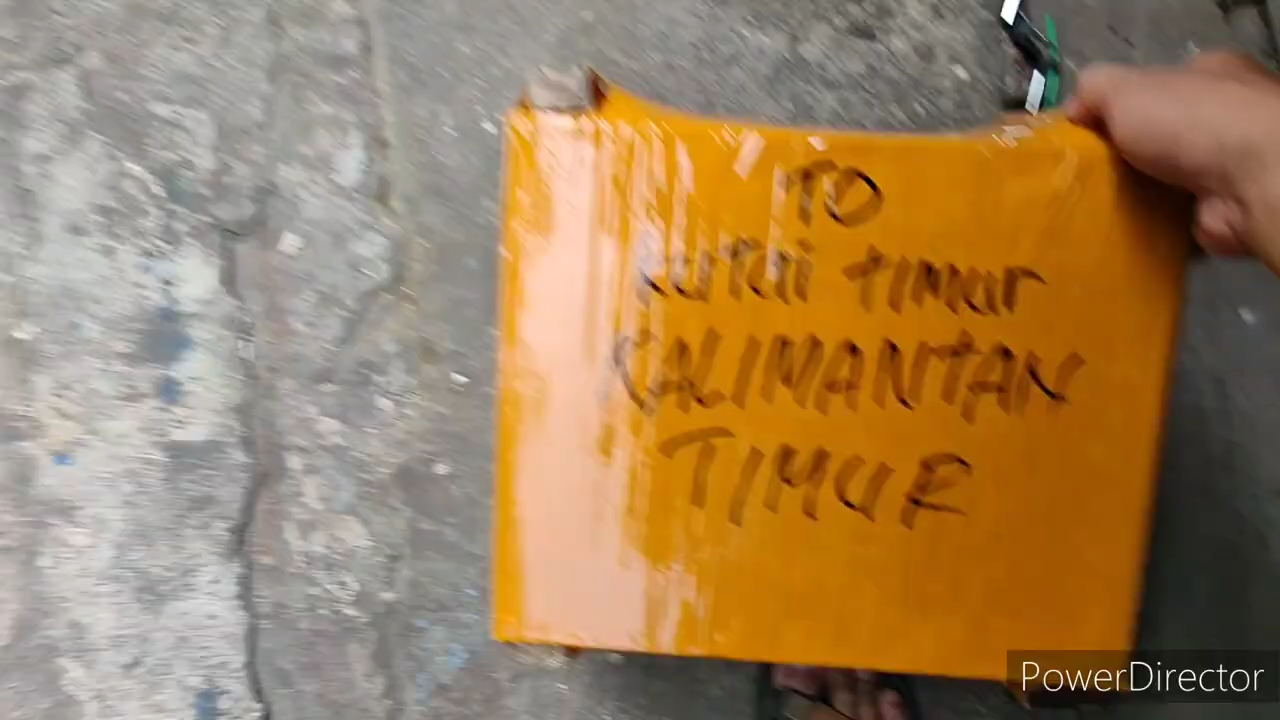 TO
kutai timur
KALIMANTAN
TIMUR
PowerDirector